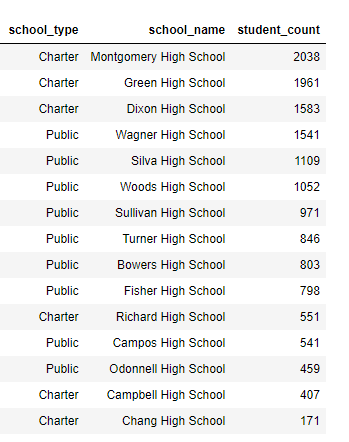 school_type school_name student_count
Charter Montgomery High School 2038
Charter Green High School 1961
Charter Dixon High School 1583
Public Wagner High School 1541
Public Silva High School 1109
Public Woods High School 1052
Public Sullivan High School 971
Public Turner High School 846
Public Bowers High School 803
Public Fisher High School 798
Charter Richard High School 551
Public Campos High School 541
Public Odonnell High School 459
Charter Campbell High School 407
Charter Chang High School 171